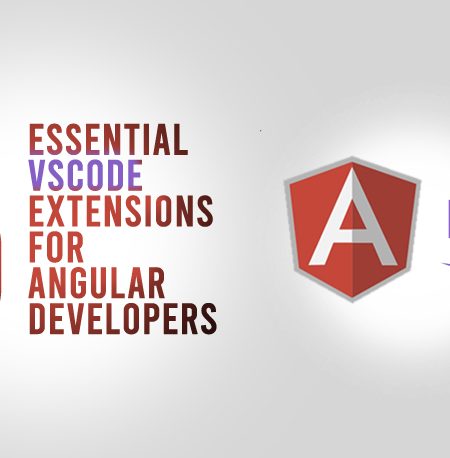 ESSENTIAL
VSCODE
EXTENSIONS
FOR
ANGULAR
DEVELOPERS
A